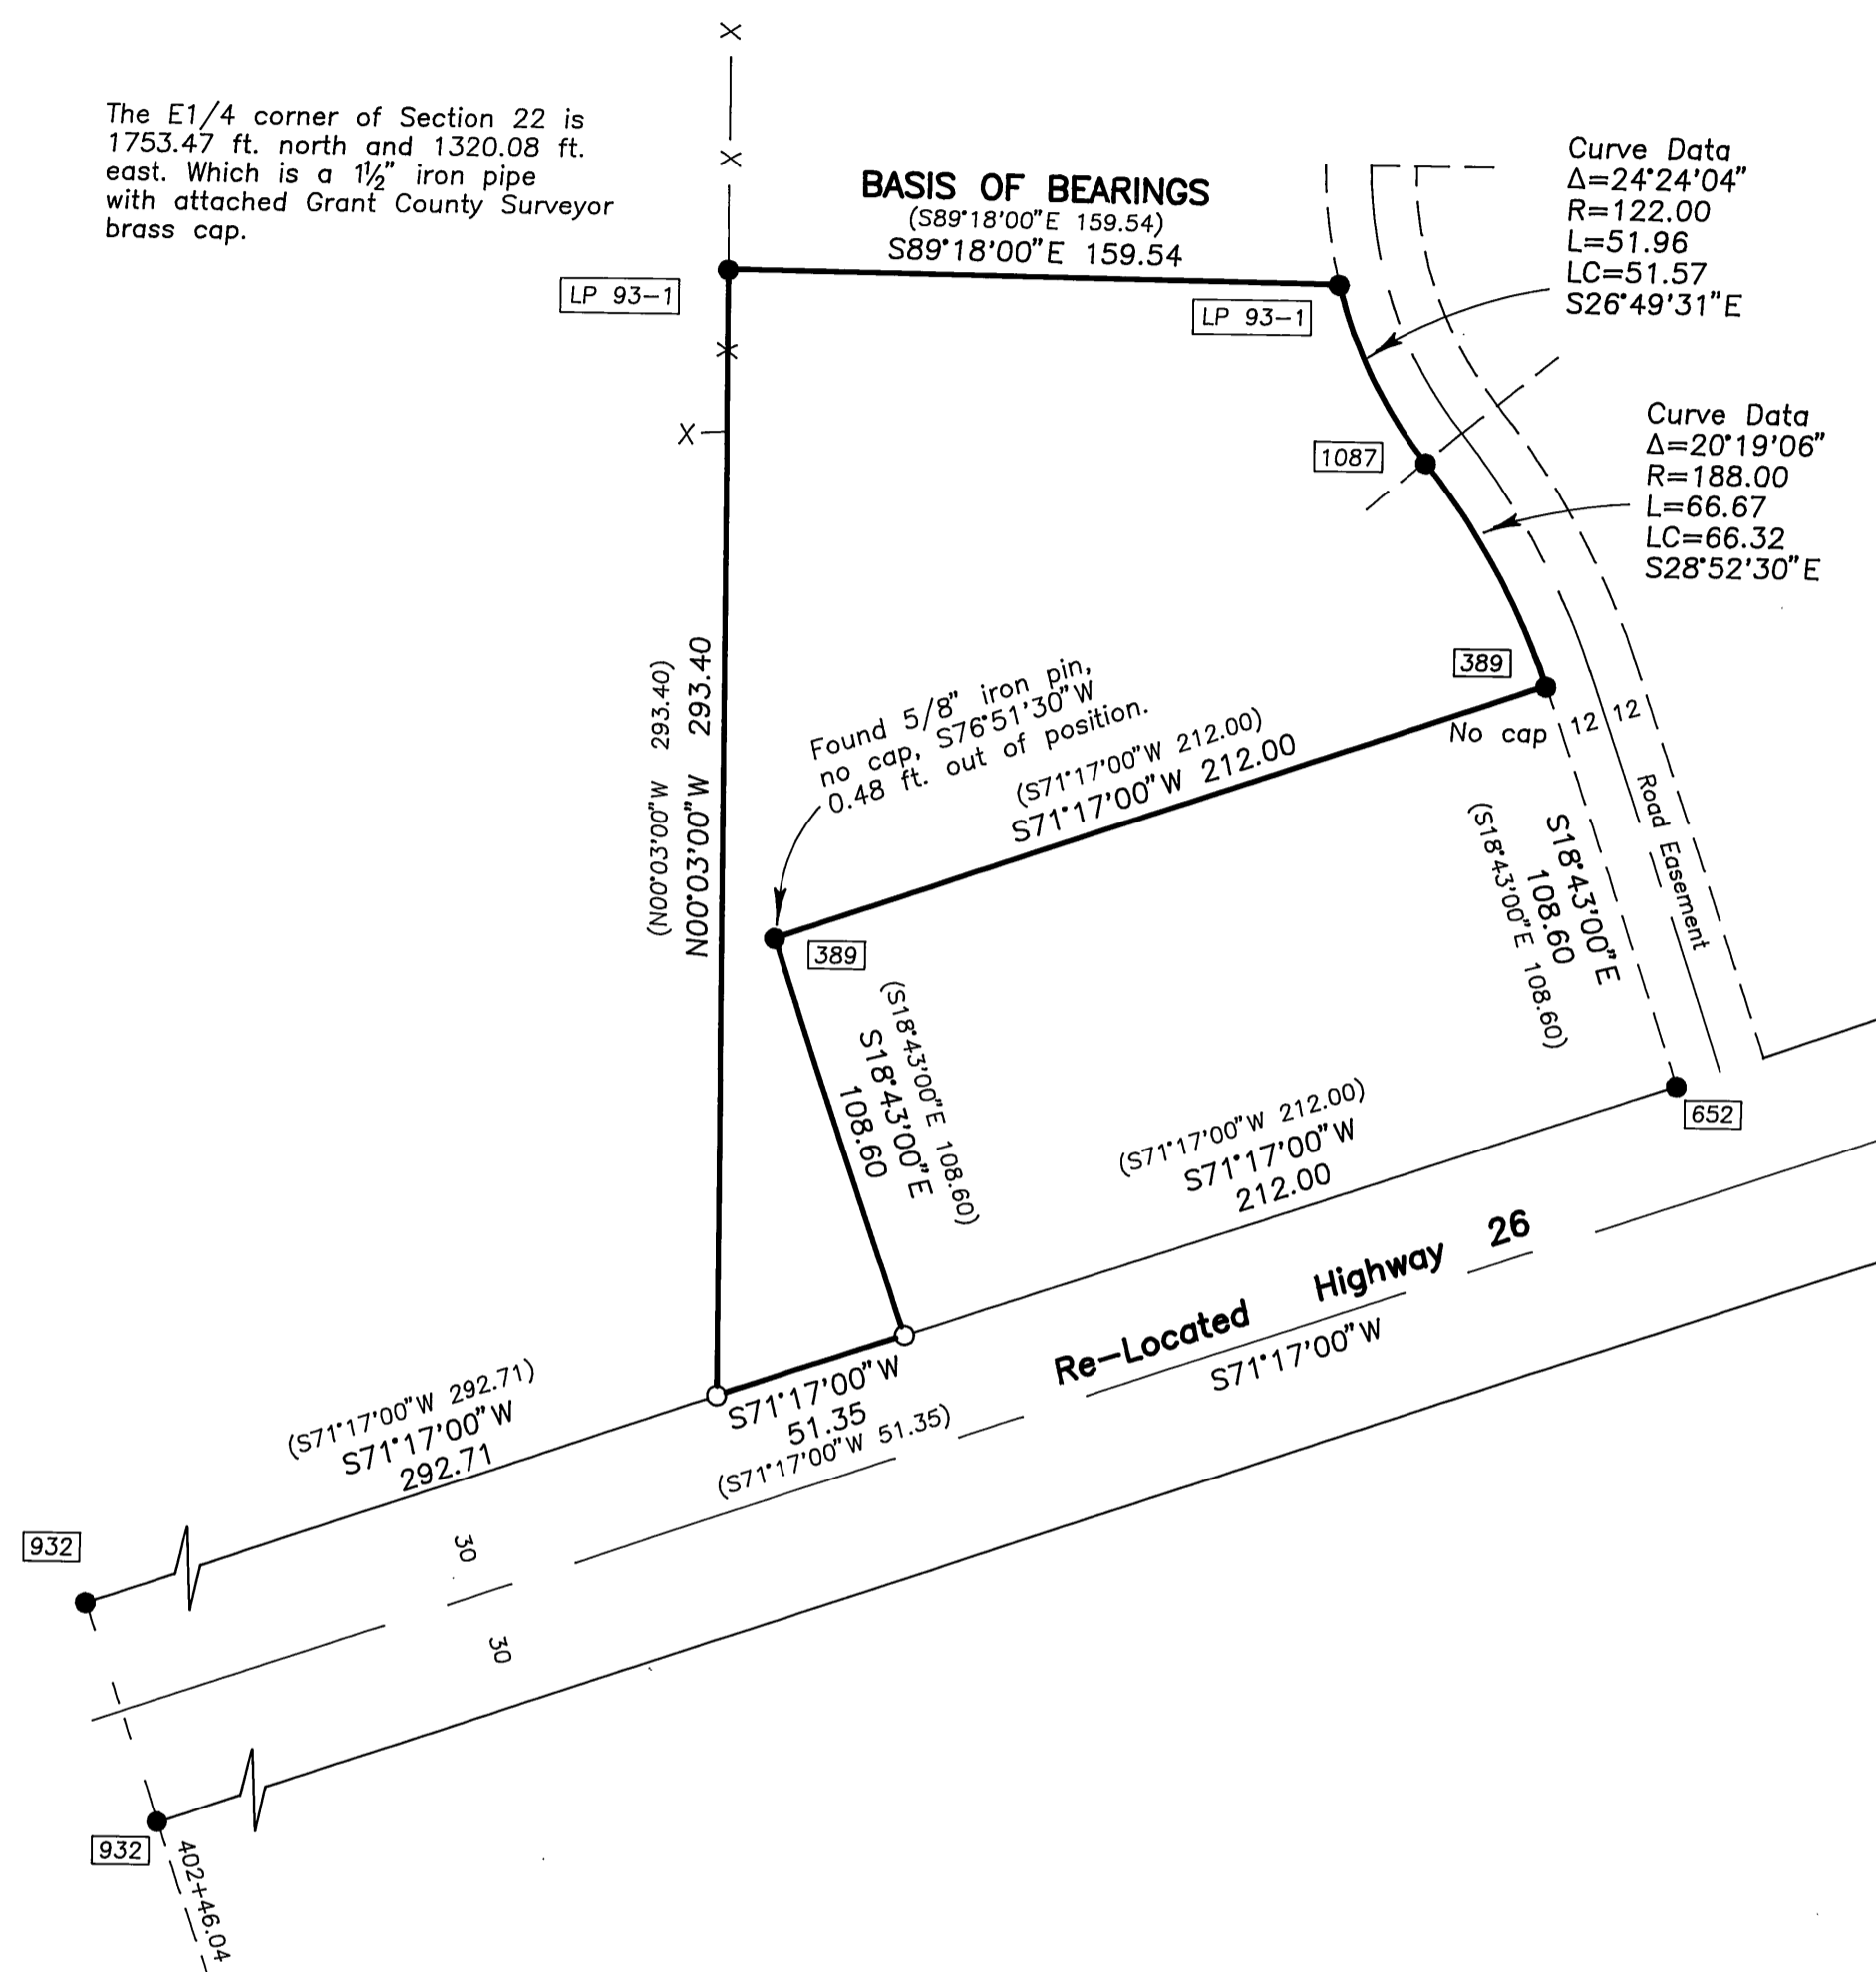 The E1/4 corner of Section 22 is
1753.47 ft. north and 1320.08 ft.
east. Which is a 1½" iron pipe
with attached Grant County Surveyor
brass cap.
X
X
BASIS OF BEARINGS
(S89°18'00"E 159.54)
S89°18'00"E 159.54
LP 93-1
LP 93-1
Curve Data
Δ=24°24'04"
R=122.00
L=51.96
LC=51.57
S26°49'31"E
X
X
1087
Curve Data
Δ=20°19'06"
R=188.00
L=66.67
LC=66.32
S28°52'30"E
389
No cap
12
12
Road Easement
(N00°03'00"W 293.40)
N00°03'00"W 293.40
Found 5/8" iron pin,
no cap, S76°51'30"W
0.48 ft. out of position.
(S71°17'00"W 212.00)
S71°17'00"W 212.00
389
S18°43'00"E
108.60
(S18°43'00"E 108.60)
(S18°43'00"E 108.60)
S18°43'00"E
108.60
652
(S71°17'00"W 212.00)
S71°17'00"W
212.00
Re-Located Highway 26
S71°17'00"W
(S71°17'00"W 292.71)
S71°17'00"W
292.71
S71°17'00"W
51.35
(S71°17'00"W 51.35)
932
30
30
932
402+46.04